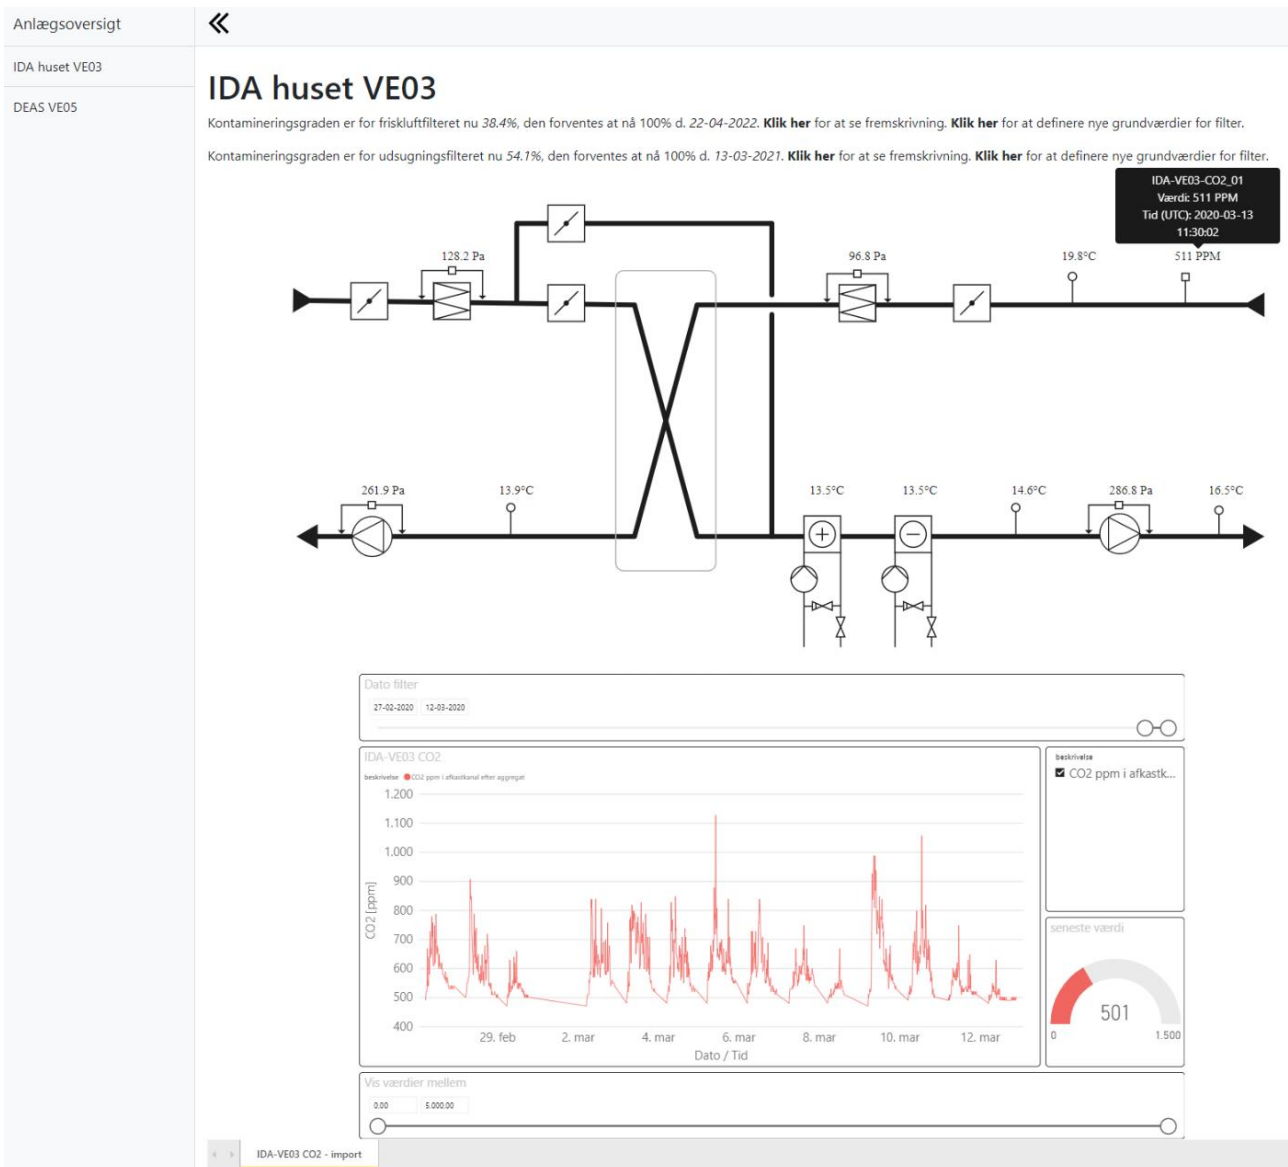 Anlægsoversigt
IDA huset VE03
DEAS VE05
IDA huset VE03
Kontamineringsgraden er for friskluftfilteret nu 38.4%, den forventes at nå 100% d. 22-04-2022. Klik her for at se fremskrivning. Klik her for at definere nye grundværdier for filter.
Kontamineringsgraden er for udsugningsfilteret nu 54.1%, den forventes at nå 100% d. 13-03-2021. Klik her for at se fremskrivning. Klik her for at definere nye grundværdier for filter.
IDA-VE03-CO2_01
Værdi: 511 PPM
Tid (UTC): 2020-03-13
11:30:02
128.2 Pa
96.8 Pa
19.8°C
511 PPM
261.9 Pa
13.9°C
13.5°C
13.5°C
14.6°C
286.8 Pa
16.5°C
Dato filter
27-02-2020 12-03-2020
IDA-VE03 CO2
beskrivelse CO2 ppm i afkastkanal efter aggregat
1.200
1.100
1.000
900
800
700
600
500
400
CO2 [ppm]
29. feb 2. mar 4. mar 6. mar 8. mar 10. mar 12. mar
Dato / Tid
beskrivelse
CO2 ppm i afkastk...
seneste værdi
501
0 1.500
Vis værdier mellem
0.00 5.000.00
IDA-VE03 CO2 - import